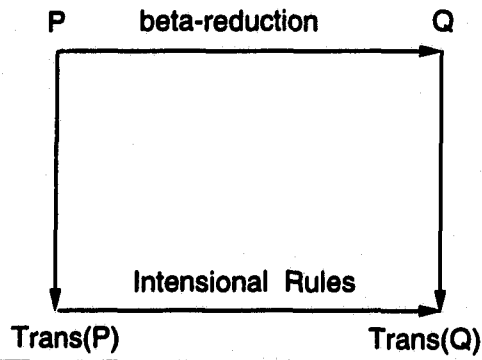 P beta-reduction Q
Intensional Rules
Trans(P) Trans(Q)